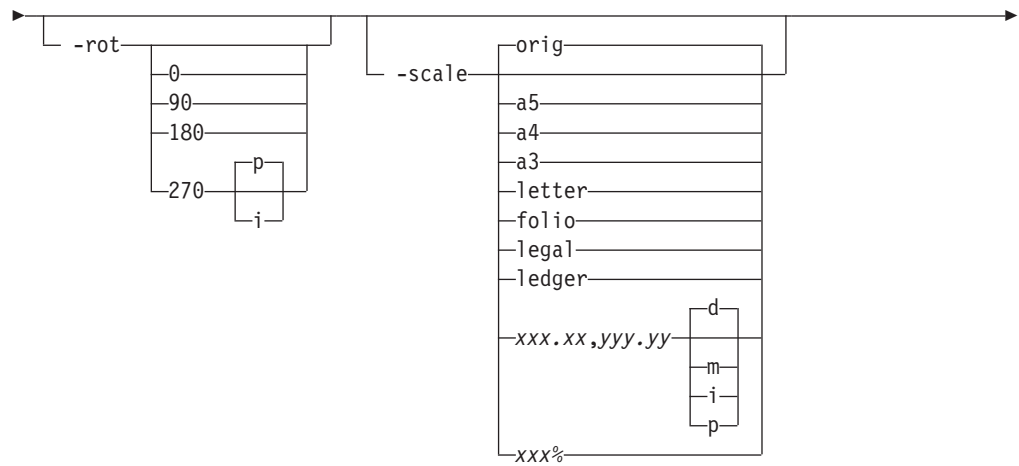 -rot
0
90
180
270
p
i
-scale
orig
a5
a4
a3
letter
folio
legal
ledger
xxx.xx,yyy.yy
d
m
i
p
xxx%